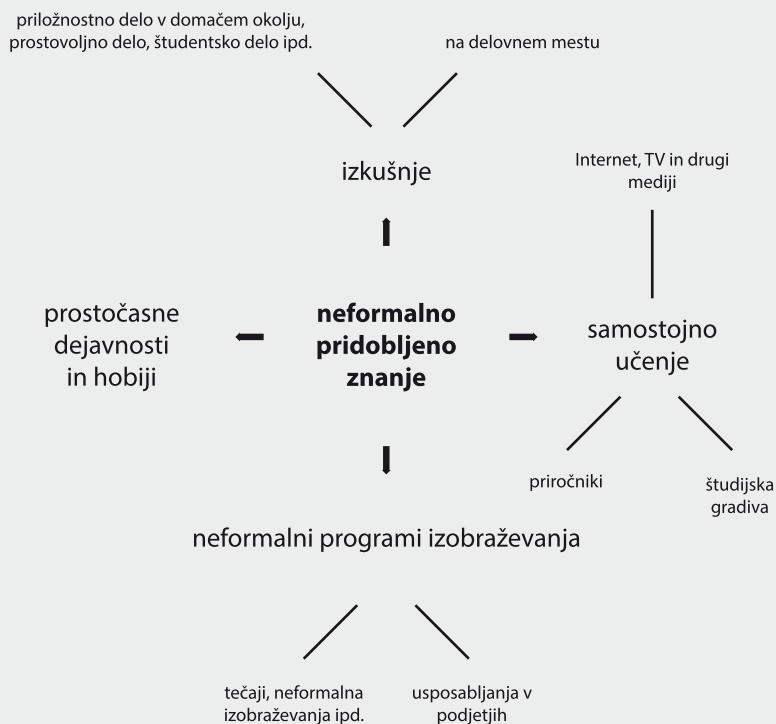 priložnostno delo v domačem okolju,
prostovoljno delo, študentsko delo ipd.
na delovnem mestu
izkušnje
Internet, TV in drugi
mediji
prostočasne
dejavnosti
in hobiji
neformalno
pridobljeno
znanje
samostojno
učenje
priročniki
študijska
gradiva
neformalni programi izobraževanja
tečaji, neformalna
izobraževanja ipd.
usposabljanja v
podjetjih